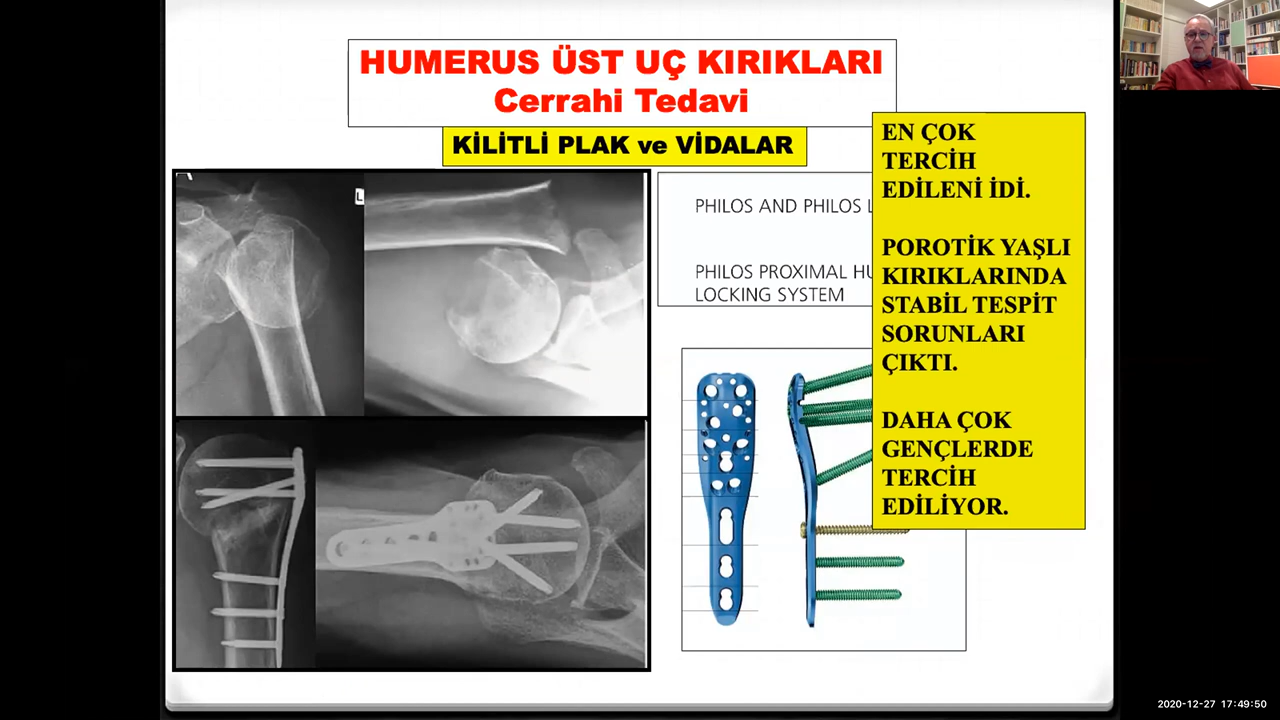 HUMERUS ÜST UÇ KIRIKLARI
Cerrahi Tedavi
KİLİTLİ PLAK ve VİDALAR
L
PHILOS AND PHILOS L
PHILOS PROXIMAL HU
LOCKING SYSTEM
EN ÇOK
TERCİH
EDİLENİ İDİ.
POROTİK YAŞLI
KIRIKLARINDA
STABİL TESPİT
SORUNLARI
ÇIKTI.
DAHA ÇOK
GENÇLERDE
TERCİH
EDİLİYOR.
2020-12-27 17:49:50